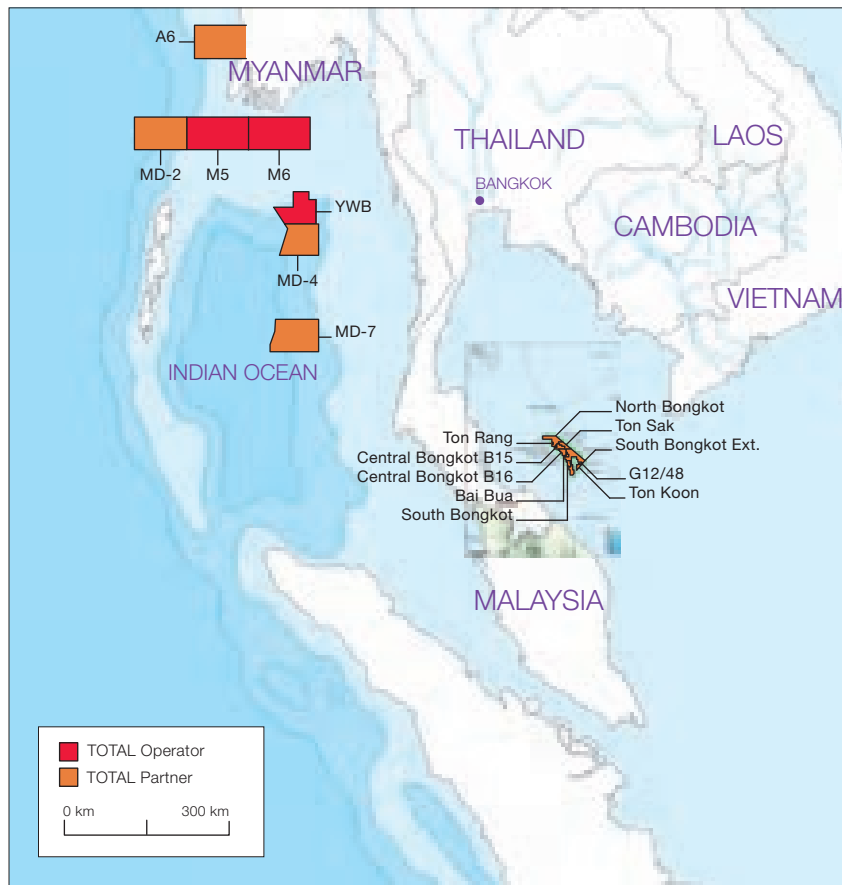 A6
MYANMAR
MD-2
M5
M6
THAILAND
LAOS
BANGKOK
YWB
CAMBODIA
MD-4
VIETNAM
MD-7
INDIAN OCEAN
North Bongkot
Ton Rang
Ton Sak
Central Bongkot B15
South Bongkot Ext.
Central Bongkot B16
G12/48
Bai Bua
Ton Koon
South Bongkot
MALAYSIA
TOTAL Operator
TOTAL Partner
0 km
300 km